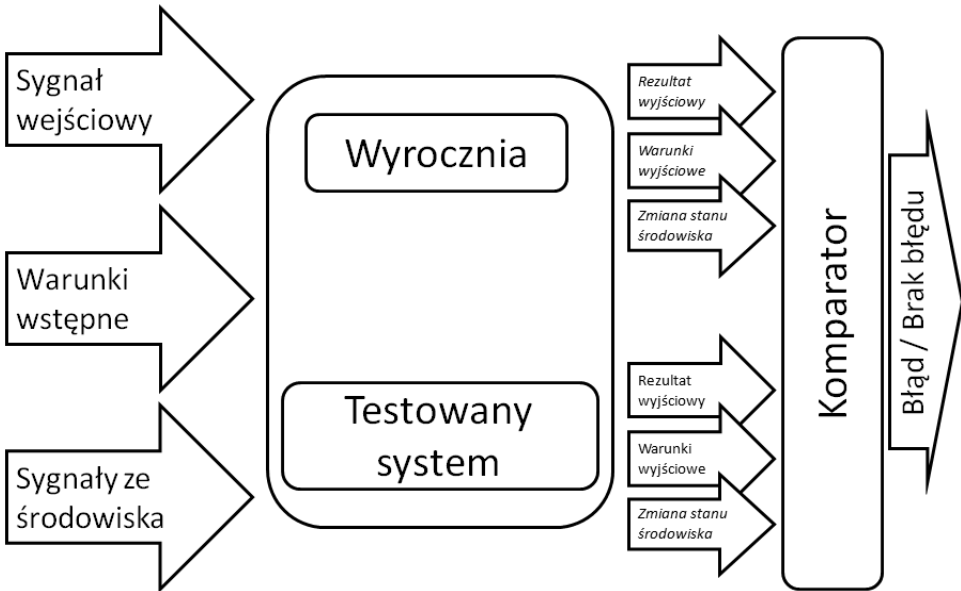 Sygnał
wejściowy
Warunki
wstępne
Sygnały ze
środowiska
Wyrocznia
Testowany
system
Rezultat
wyjściowy
Warunki
wyjściowe
Zmiana stanu
środowiska
Rezultat
wyjściowy
Warunki
wyjściowe
Zmiana stanu
środowiska
Komparator
Błąd / Brak błędu